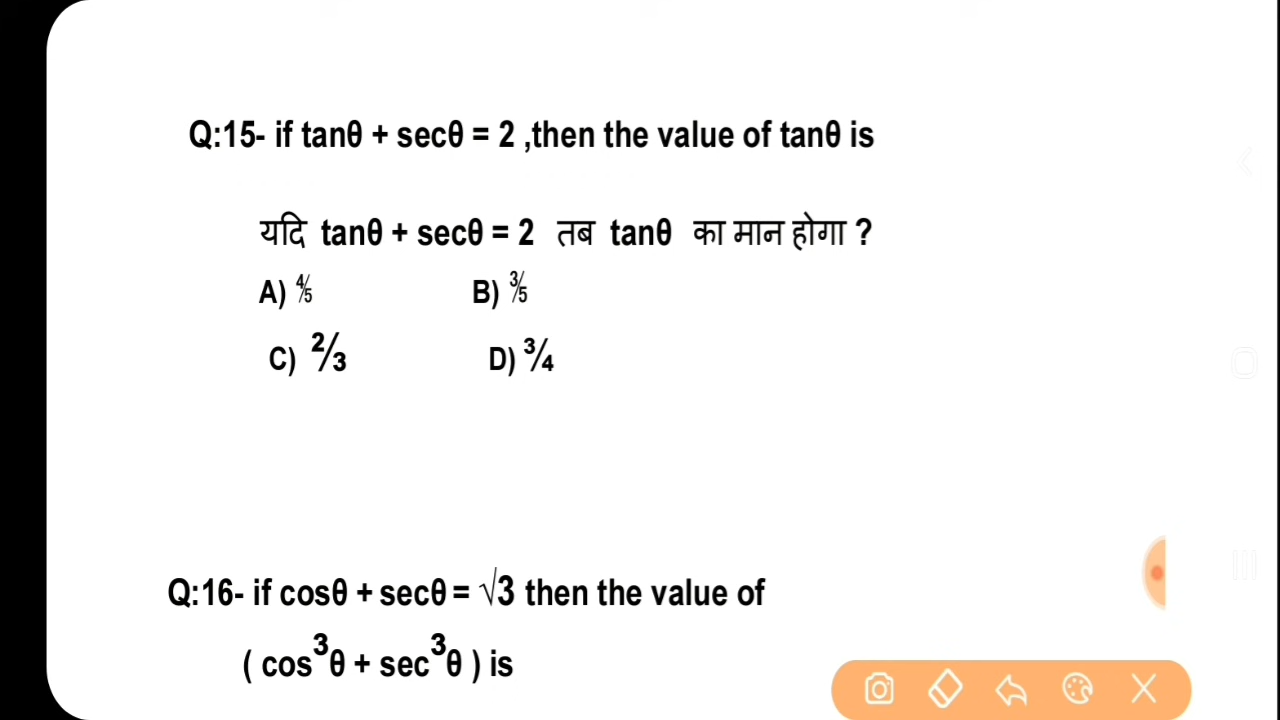 Q:15- if tanθ + secθ = 2 ,then the value of tanθ is
यदि tanθ + secθ = 2 तब tanθ का मान होगा ?
A) ⅘ B) ⅗
C) ⅔ D) ¾
Q:16- if cosθ + secθ = √3 then the value of
( cos³θ + sec³θ ) is